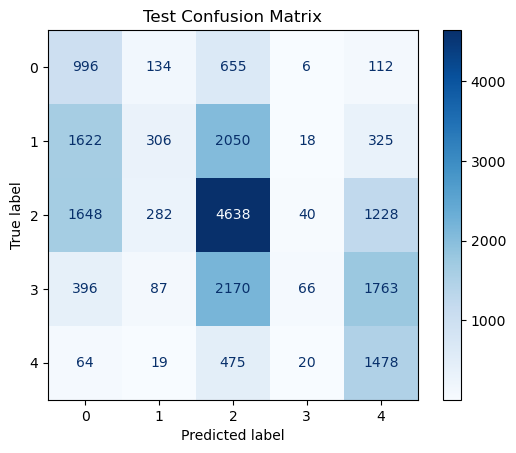 Test Confusion Matrix
0 996 134 655 6 112
1 1622 306 2050 18 325
2 1648 282 4638 40 1228
3 396 87 2170 66 1763
4 64 19 475 20 1478
0 1 2 3 4
True label
Predicted label
4000
3000
2000
1000